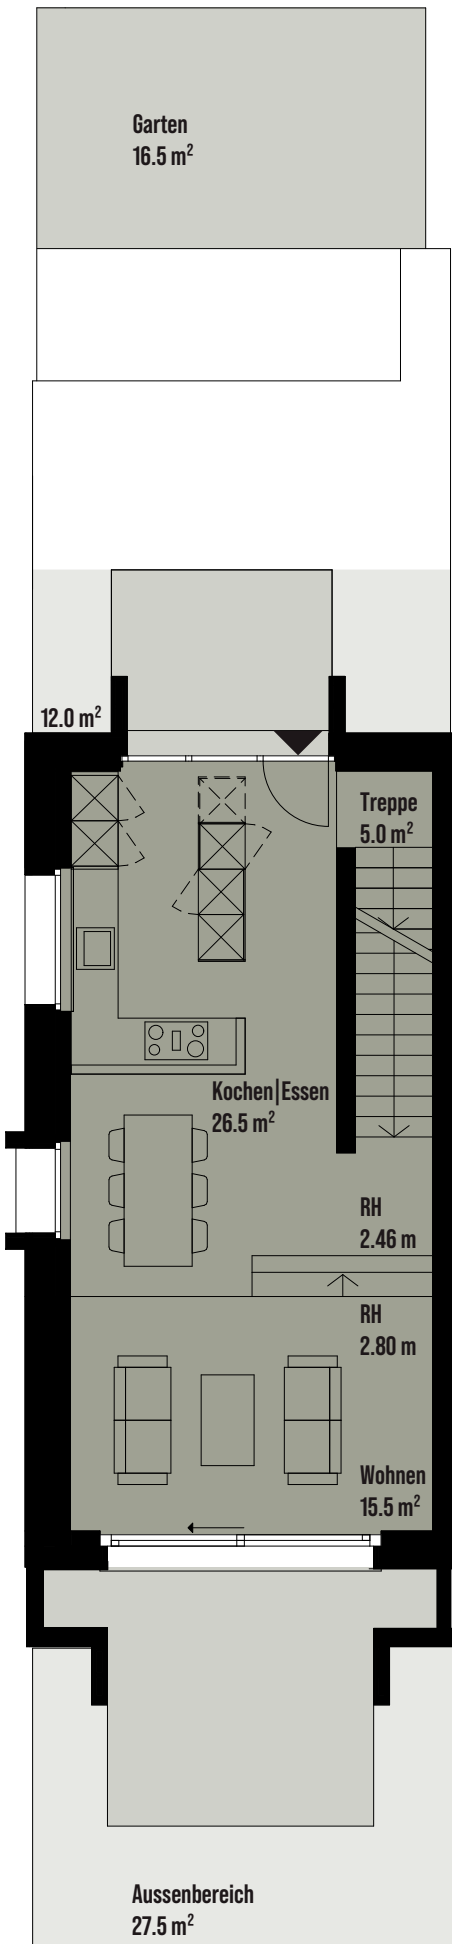 Garten
16.5 m²
12.0 m²
Treppe
5.0 m²
Kochen|Essen
26.5 m²
RH
2.46 m
RH
2.80 m
Wohnen
15.5 m²
Aussenbereich
27.5 m²